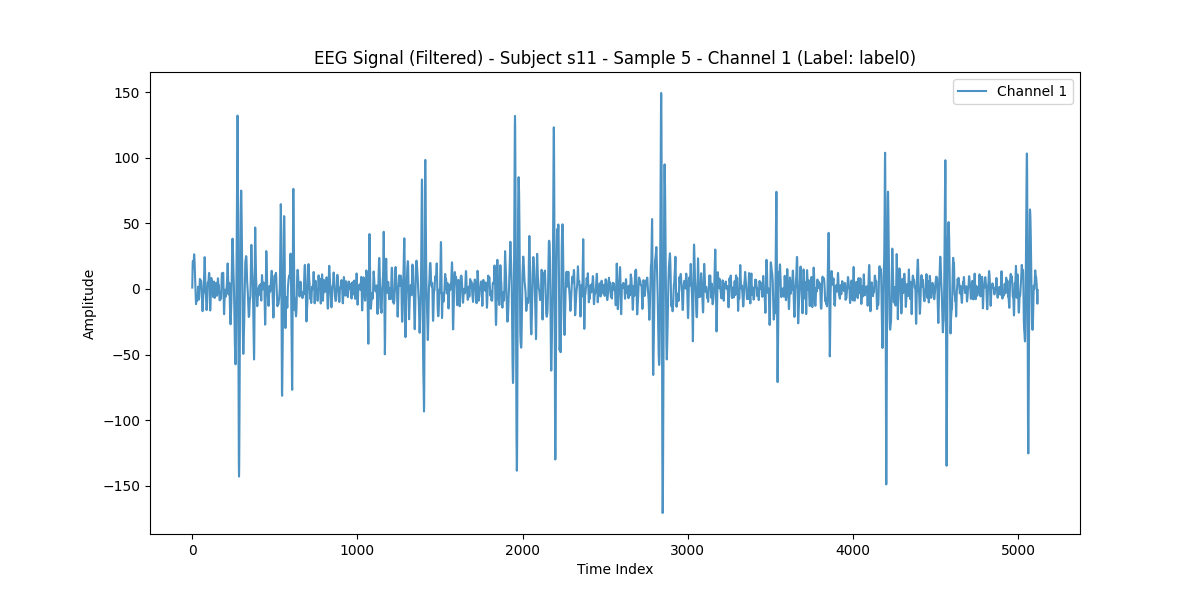 EEG Signal (Filtered) - Subject s11 - Sample 5 - Channel 1 (Label: label0)
Channel 1
150
100
50
0
−50
−100
−150
Amplitude
0 1000 2000 3000 4000 5000
Time Index